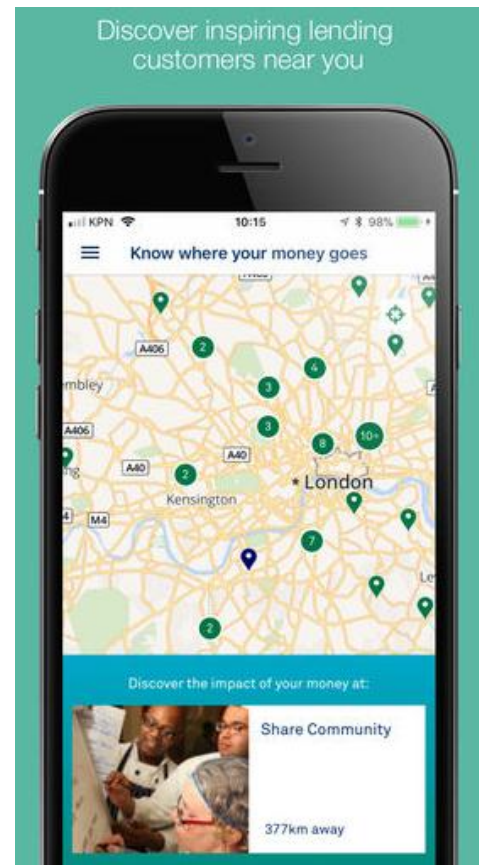 Discover inspiring lending
customers near you
KPN
10:15
98%
Know where your money goes
A406
2
4
mbley
3
A406
3
8
10+
A40
A40
2
London
Kensington
M4
7
2
Discover the impact of your money at:
Share Community
377km away